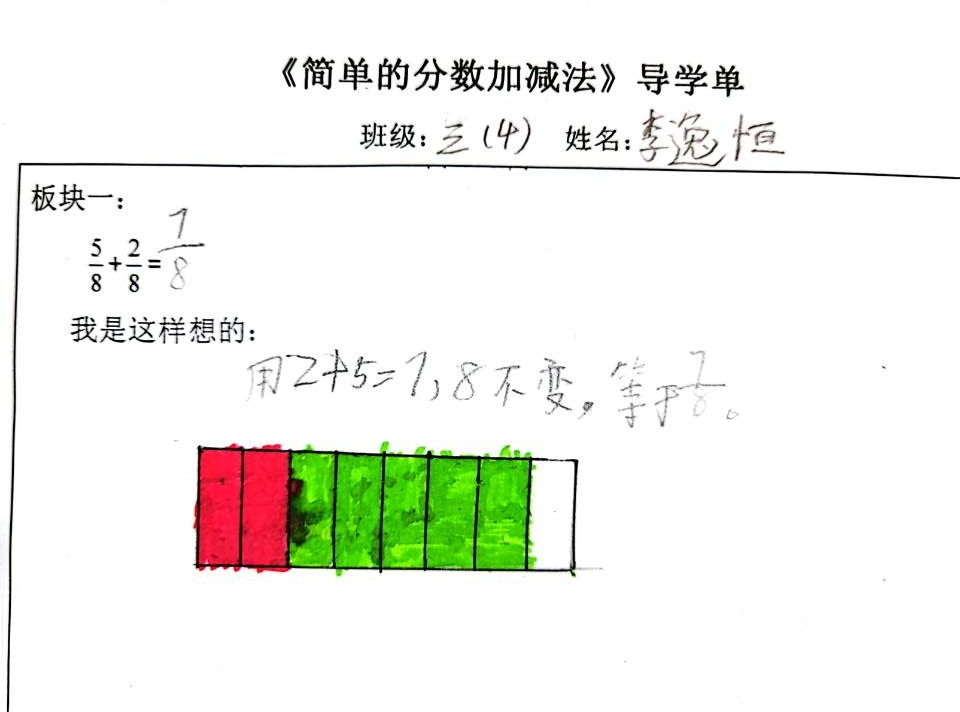 《简单的分数加减法》导学单
班级：三（4） 姓名：李逸恒
板块一：
5/8+2/8=7/8
我是这样想的：
用2+5=7，8不变，等于7/8。